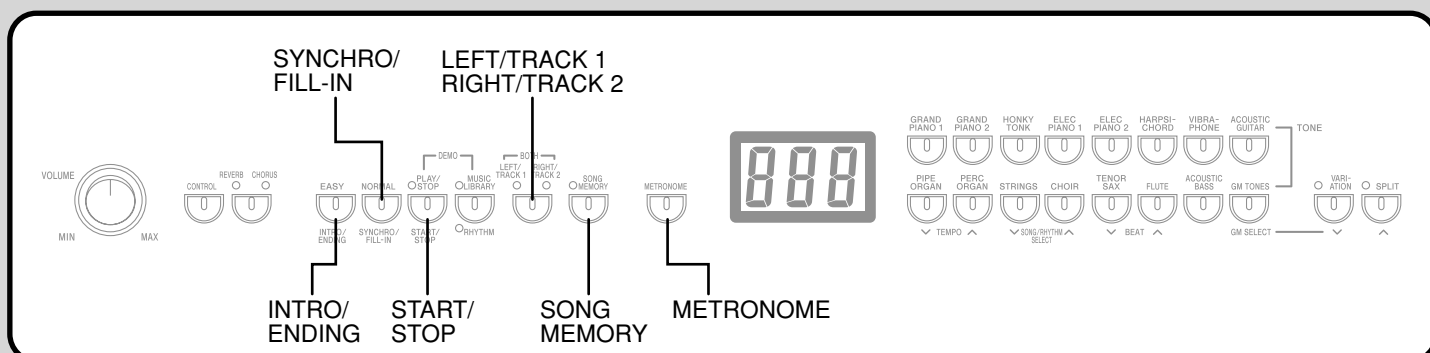 SYNCHRO/
FILL-IN
LEFT/TRACK 1
RIGHT/TRACK 2
VOLUME
MIN
MAX
CONTROL
REVERB
CHORUS
EASY
NORMAL
DEMO
PLAY/
STOP
MUSIC
LIBRARY
BOTH
LEFT/
TRACK 1
RIGHT/
TRACK 2
SONG
MEMORY
METRONOME
INTRO/
ENDING
SYNCHRO/
FILL-IN
START/
STOP
RHYTHM
888
GRAND
PIANO 1
GRAND
PIANO 2
HONKY
TONK
ELEC
PIANO 1
ELEC
PIANO 2
HARPSI-
CHORD
VIBRA-
PHONE
ACOUSTIC
GUITAR
TONE
PIPE
ORGAN
PERC
ORGAN
STRINGS
CHOIR
TENOR
SAX
FLUTE
ACOUSTIC
BASS
GM TONES
VARI-
ATION
SPLIT
TEMPO
SONG/RHYTHM
SELECT
BEAT
GM SELECT
INTRO/
ENDING
START/
STOP
SONG
MEMORY
METRONOME